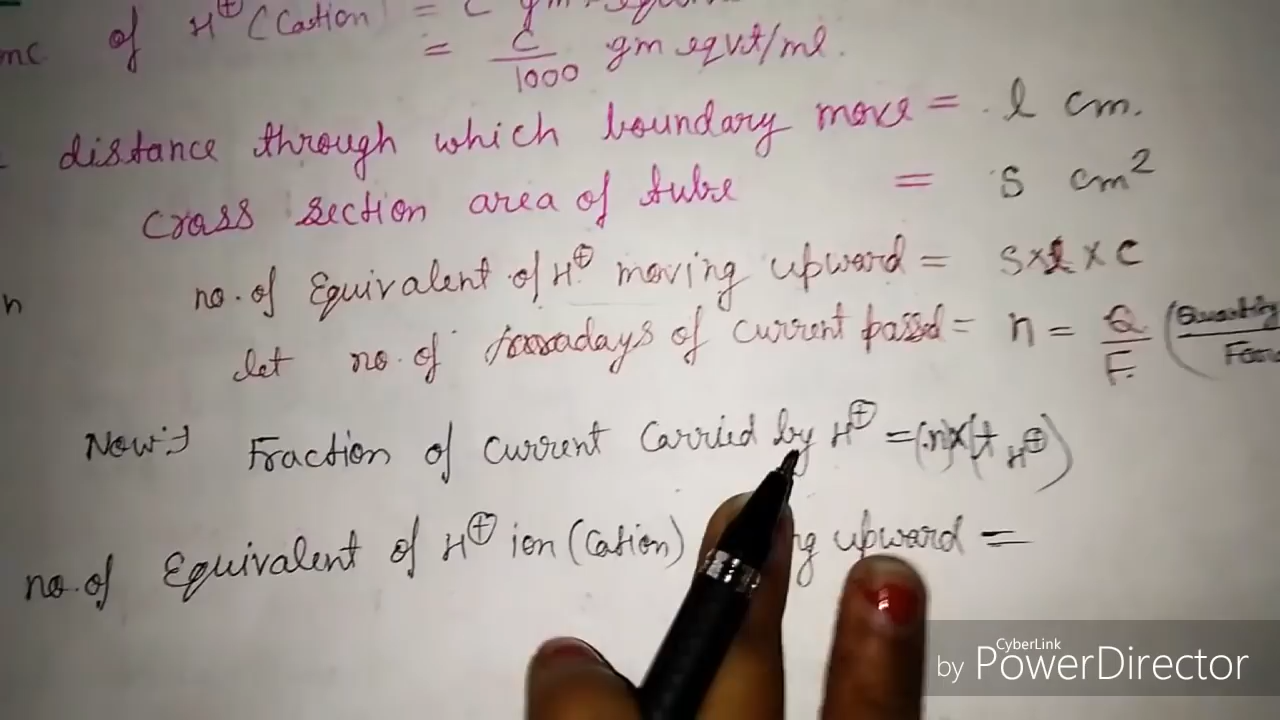 of H⊕ (Cation) = C gm
= C/1000 gm eqvt/ml.
distance through which boundary move = l cm.
Cross section area of tube = S cm²
no. of Equivalent of H⊕ moving upward = S x l x C
n
let no. of faradays of current passd = n = Q/F.
Now:→ Fraction of Current Carried by H⊕ = (n)x(t H⊕)
no. of Equivalent of H⊕ ion (Cation) upward =
CyberLink
by PowerDirector